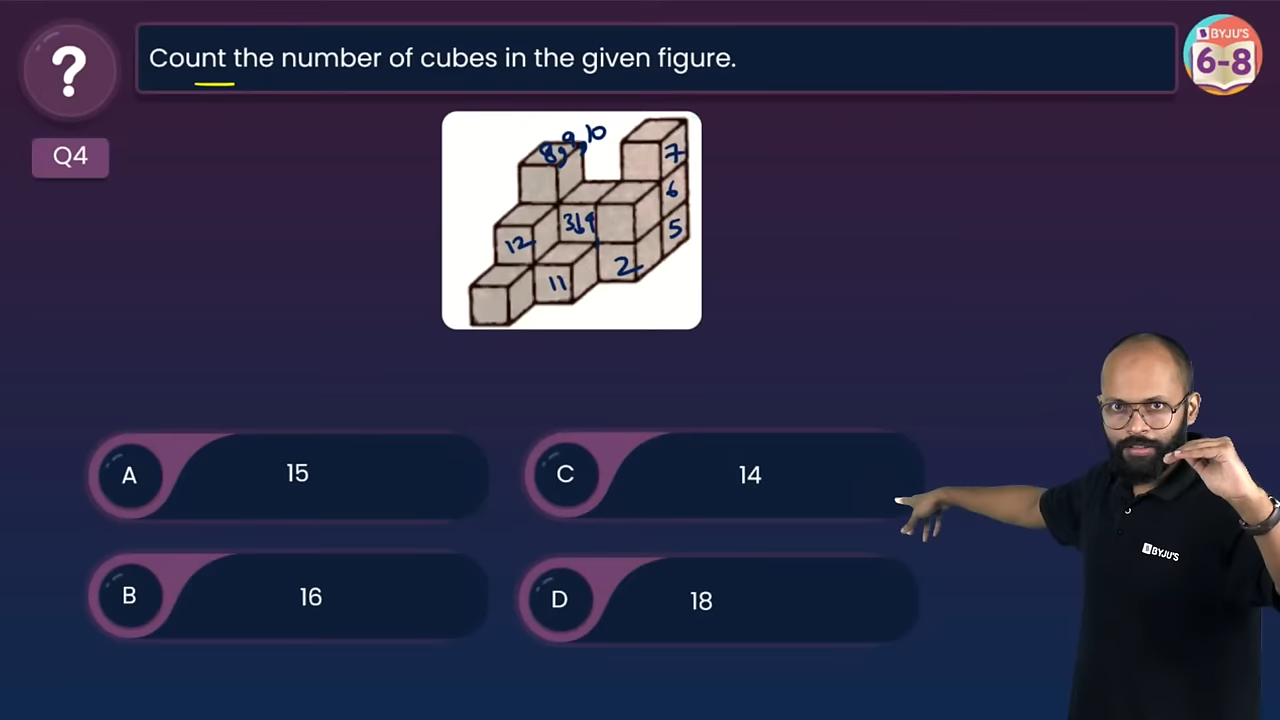 Count the number of cubes in the given figure.
BYJU'S
6-8
?
Q4
8,9,10
7
6
3,4
5
12
2
11
A 15
C 14
B 16
D 18
BYJU'S